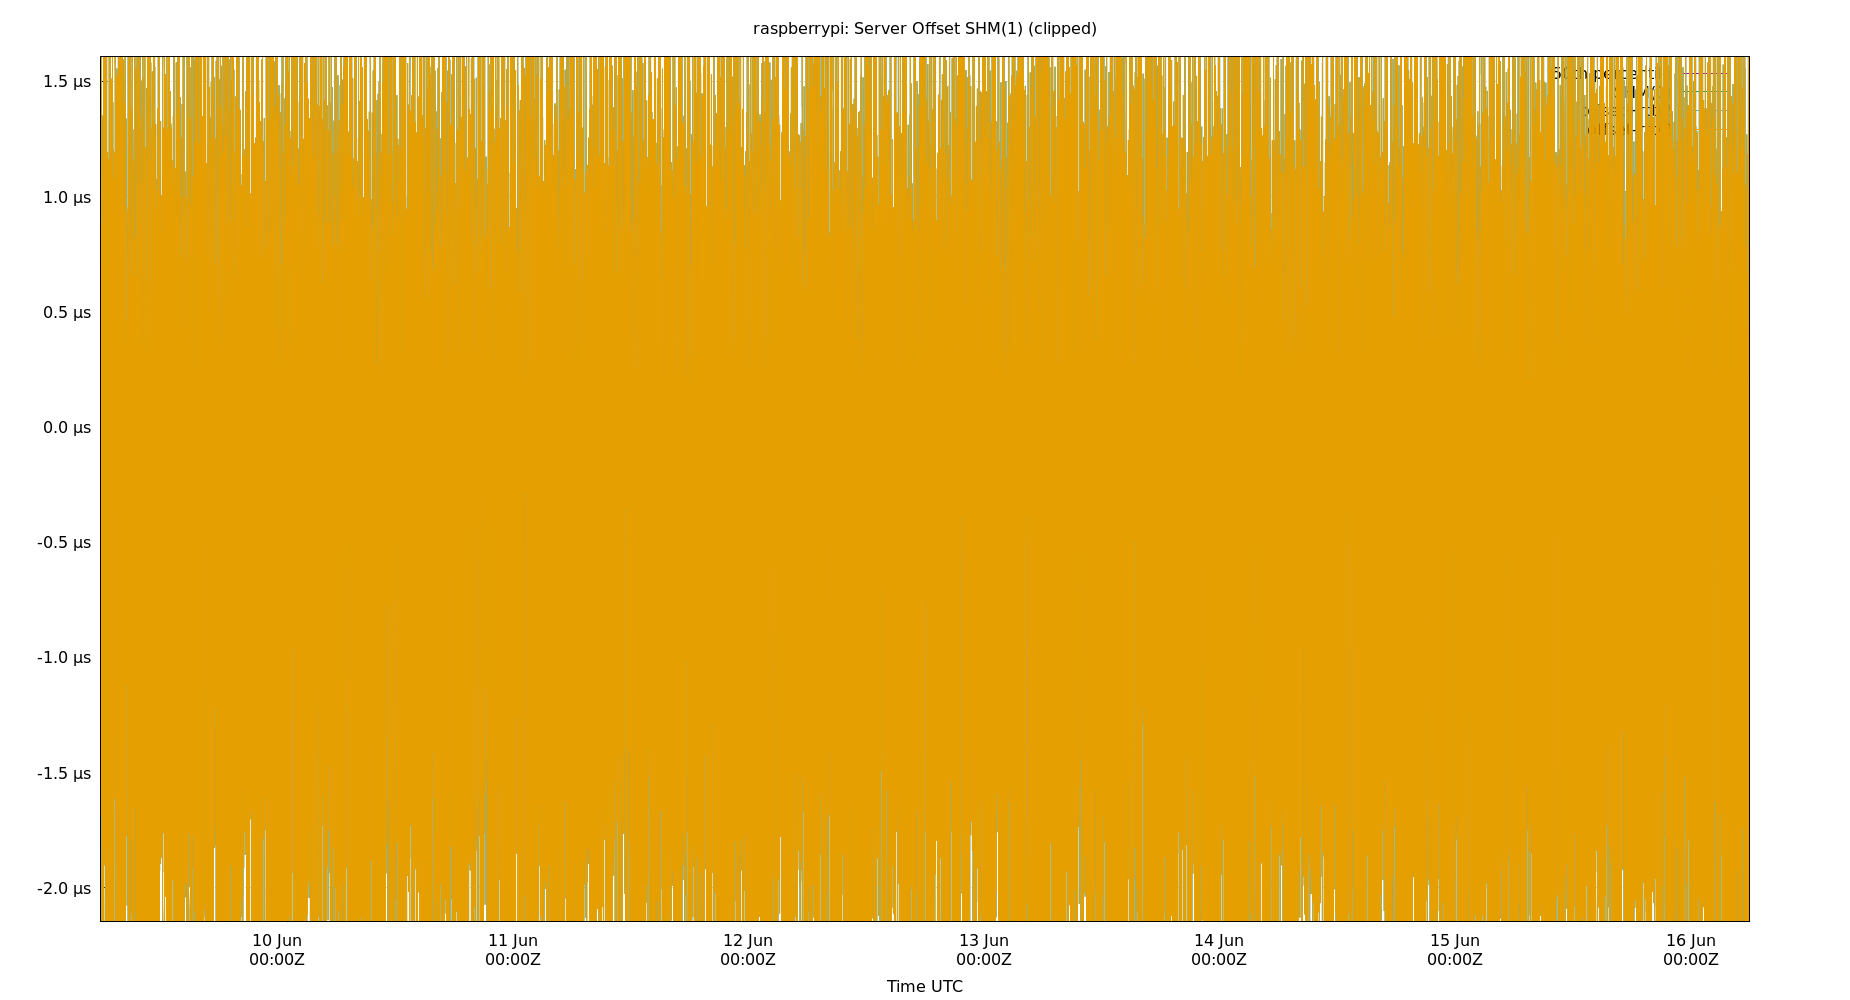 raspberrypi: Server Offset SHM(1) (clipped)
1.5 µs
1.0 µs
0.5 µs
0.0 µs
-0.5 µs
-1.0 µs
-1.5 µs
-2.0 µs
10 Jun 11 Jun 12 Jun 13 Jun 14 Jun 15 Jun 16 Jun
00:00Z 00:00Z 00:00Z 00:00Z 00:00Z 00:00Z 00:00Z
Time UTC